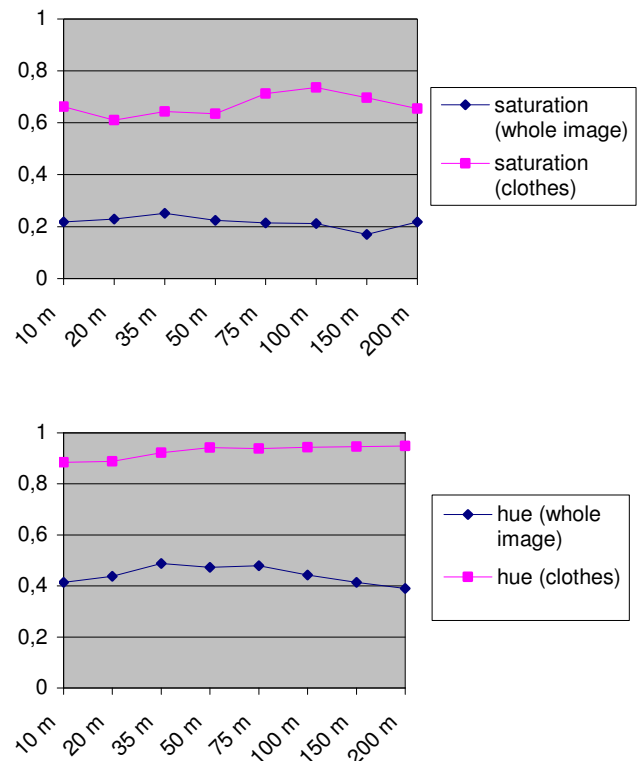 1
0,8
0,6
0,4
0,2
0
10 m
20 m
35 m
50 m
75 m
100 m
150 m
200 m
saturation
(whole image)
saturation
(clothes)
1
0,8
0,6
0,4
0,2
0
10 m
20 m
35 m
50 m
75 m
100 m
150 m
200 m
hue (whole
image)
hue (clothes)